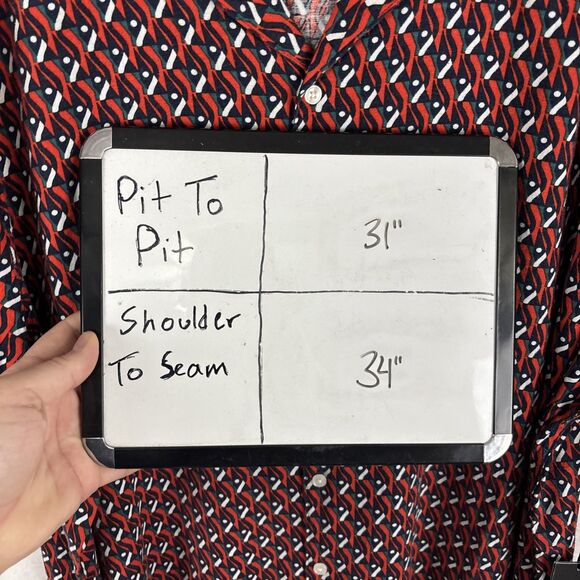 Pit To
Pit
31"
Shoulder
To Seam
34"